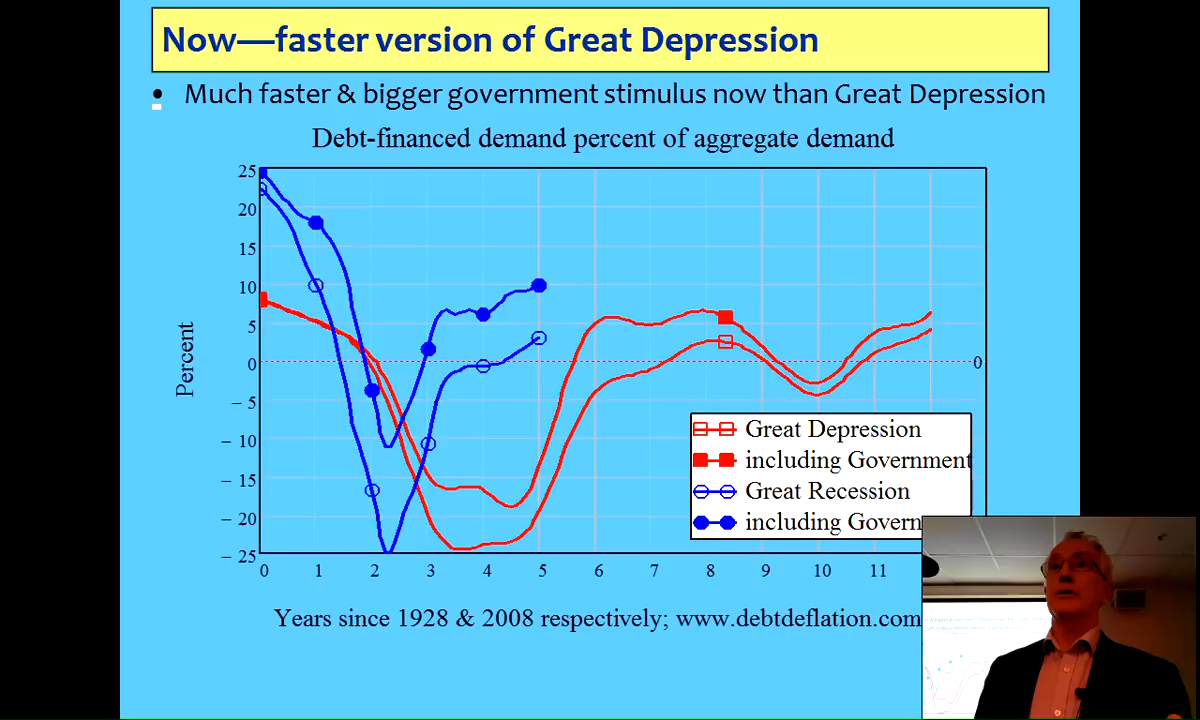 Now—faster version of Great Depression
• Much faster & bigger government stimulus now than Great Depression
Debt-financed demand percent of aggregate demand
25
20
15
10
5
0
– 5
– 10
– 15
– 20
– 25
Percent
0
Great Depression
including Government
Great Recession
including Govern
0 1 2 3 4 5 6 7 8 9 10 11
Years since 1928 & 2008 respectively; www.debtdeflation.com